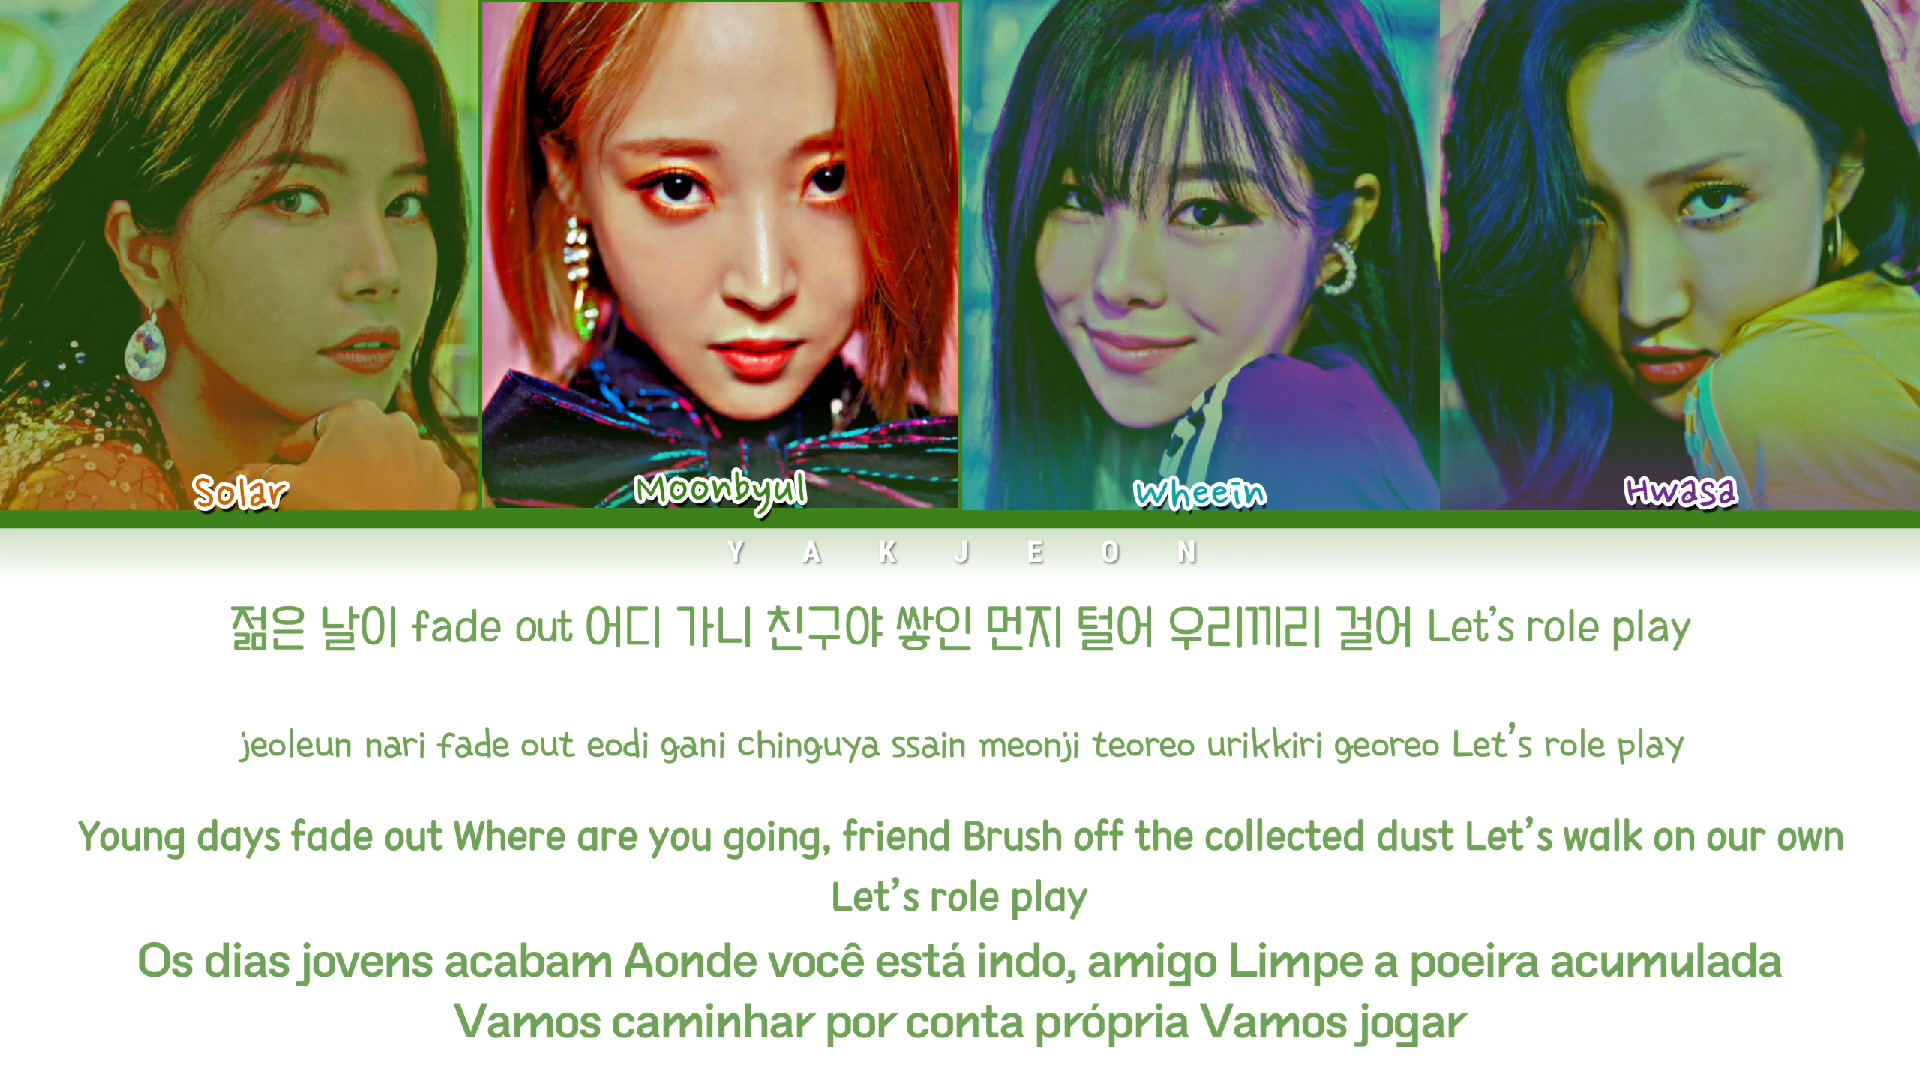 Solar
Moonbyul
Wheein
Hwasa
YAKJEON
젊은 날이 fade out 어디 가니 친구야 쌓인 먼지 털어 우리끼리 걸어 Let's role play
jeoleun nari fade out eodi gani chinguya ssain meonji teoreo urikkiri georeo Let's role play
Young days fade out Where are you going, friend Brush off the collected dust Let's walk on our own
Let's role play
Os dias jovens acabam Aonde você está indo, amigo Limpe a poeira acumulada
Vamos caminhar por conta própria Vamos jogar